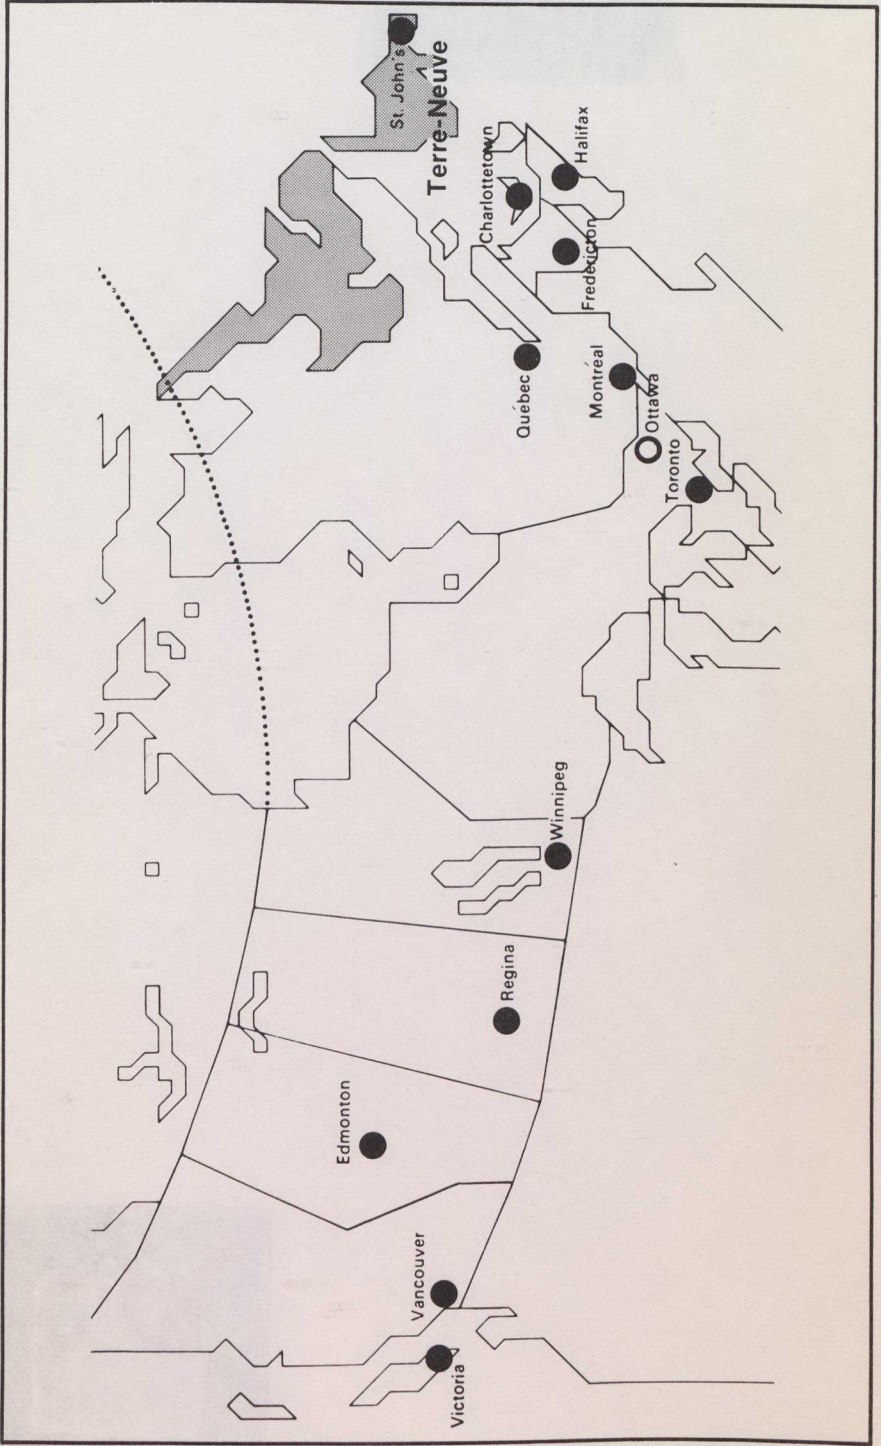 St. John's
Terre-Neuve
Charlottetown
Halifax
Fredericton
Québec
Montréal
Ottawa
Toronto
Winnipeg
Regina
Edmonton
Vancouver
Victoria